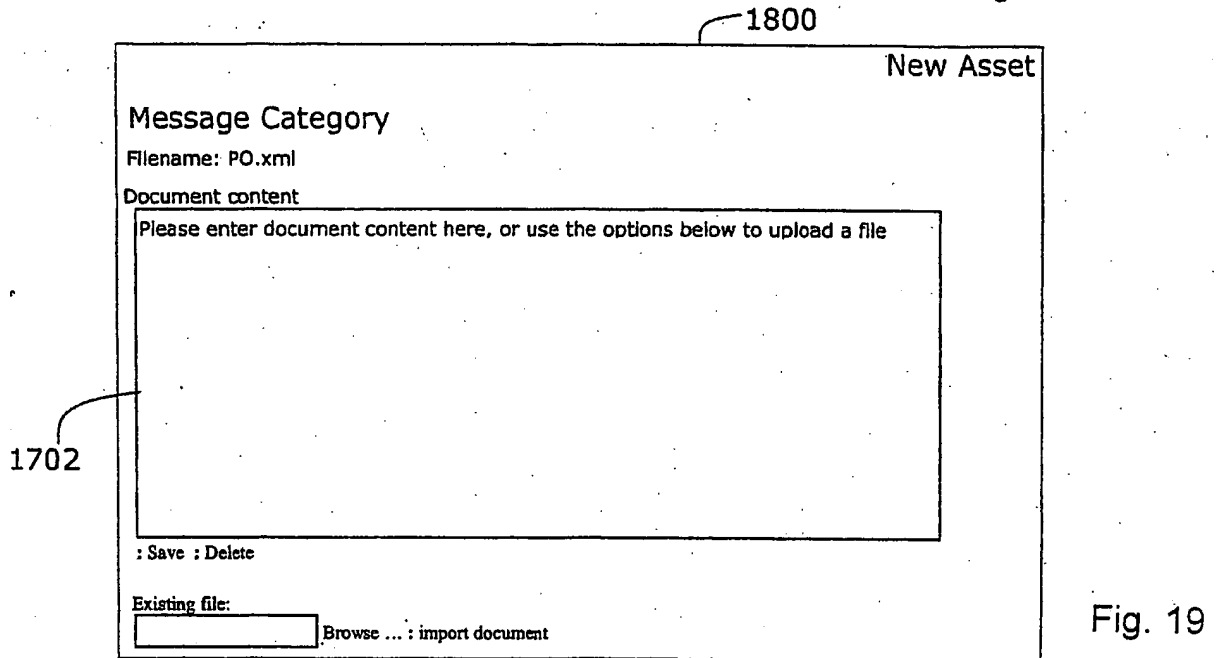 1800
New Asset
Message Category
Filename: PO.xml
Document content
Please enter document content here, or use the options below to upload a file
1702
: Save : Delete
Existing file:
Browse ... : import document
Fig. 19